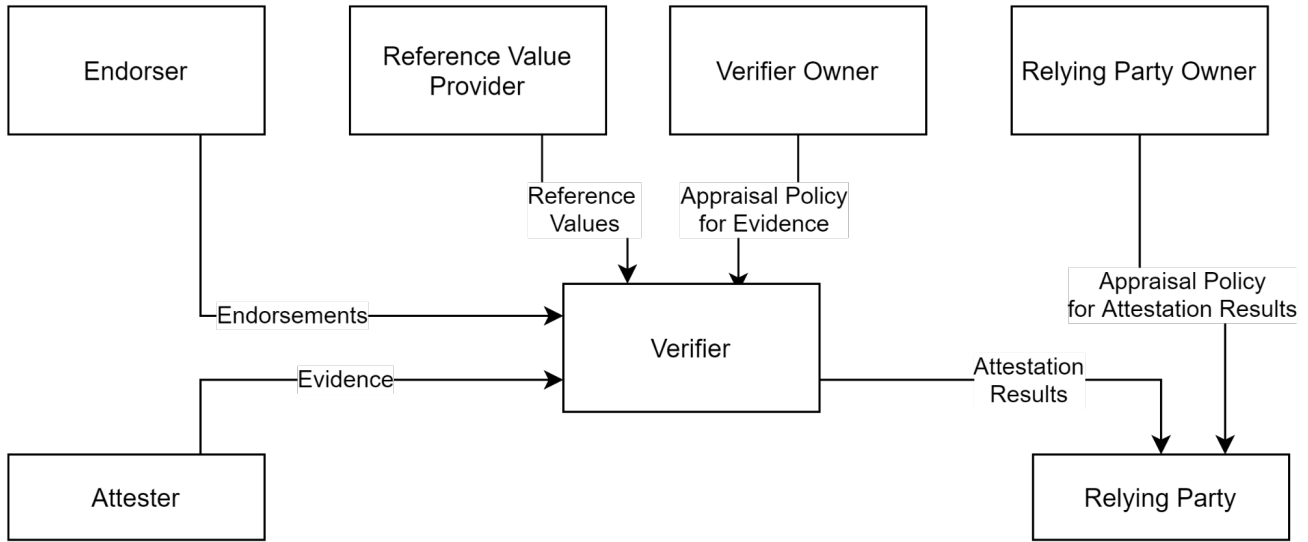 Endorser
Reference Value
Provider
Verifier Owner
Relying Party Owner
Reference
Values
Appraisal Policy
for Evidence
Appraisal Policy
for Attestation Results
Endorsements
Verifier
Evidence
Attestation
Results
Attester
Relying Party